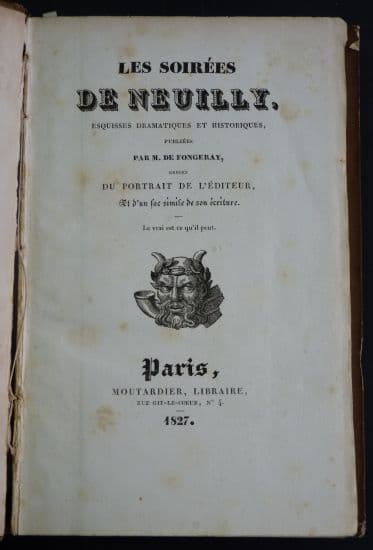 LES SOIRÉES
DE NEUILLY,
ESQUISSES DRAMATIQUES ET HISTORIQUES,
PUBLIÉES
PAR M. DE FONGERAY,
ORNÉES
DU PORTRAIT DE L'ÉDITEUR,
Et d'un fac simile de son écriture.
Le vrai est ce qu'il peut.
Paris,
MOUTARDIER, LIBRAIRE,
RUE GIT-LE-COEUR, N° 4.
1827.